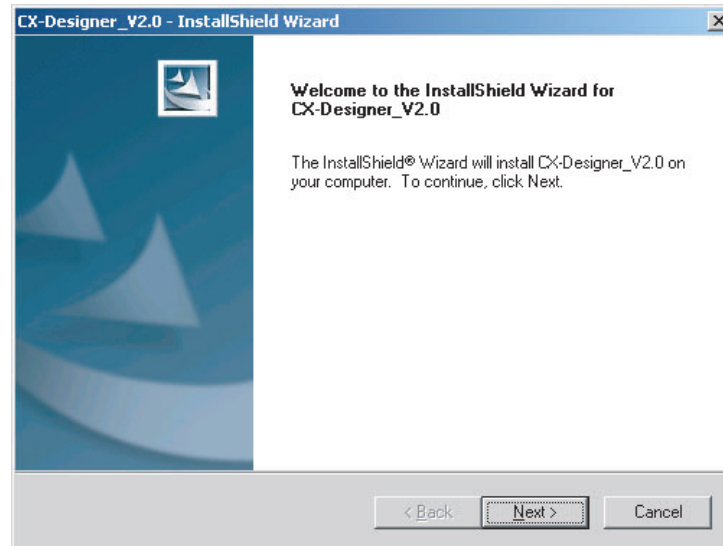 CX-Designer_V2.0 - InstallShield Wizard
Welcome to the InstallShield Wizard for
CX-Designer_V2.0
The InstallShield® Wizard will install CX-Designer_V2.0 on
your computer. To continue, click Next.
< Back
Next >
Cancel